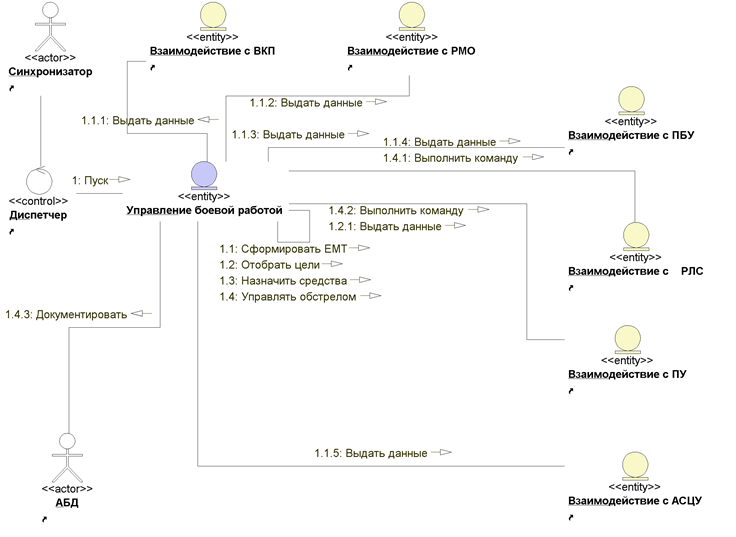 <<actor>>
Синхронизатор
<<entity>>
Взаимодействие с ВКП
<<entity>>
Взаимодействие с РМО
1.1.2: Выдать данные
1.1.1: Выдать данные
1.1.3: Выдать данные
1.1.4: Выдать данные
1.4.1: Выполнить команду
<<entity>>
Взаимодействие с ПБУ
<<control>>
Диспетчер
1: Пуск
<<entity>>
Управление боевой работой
1.4.2: Выполнить команду
1.2.1: Выдать данные
1.1: Сформировать ЕМТ
1.2: Отобрать цели
1.3: Назначить средства
1.4: Управлять обстрелом
<<entity>>
Взаимодействие с РЛС
1.4.3: Документировать
<<entity>>
Взаимодействие с ПУ
1.1.5: Выдать данные
<<actor>>
АБД
<<entity>>
Взаимодействие с АСЦУ